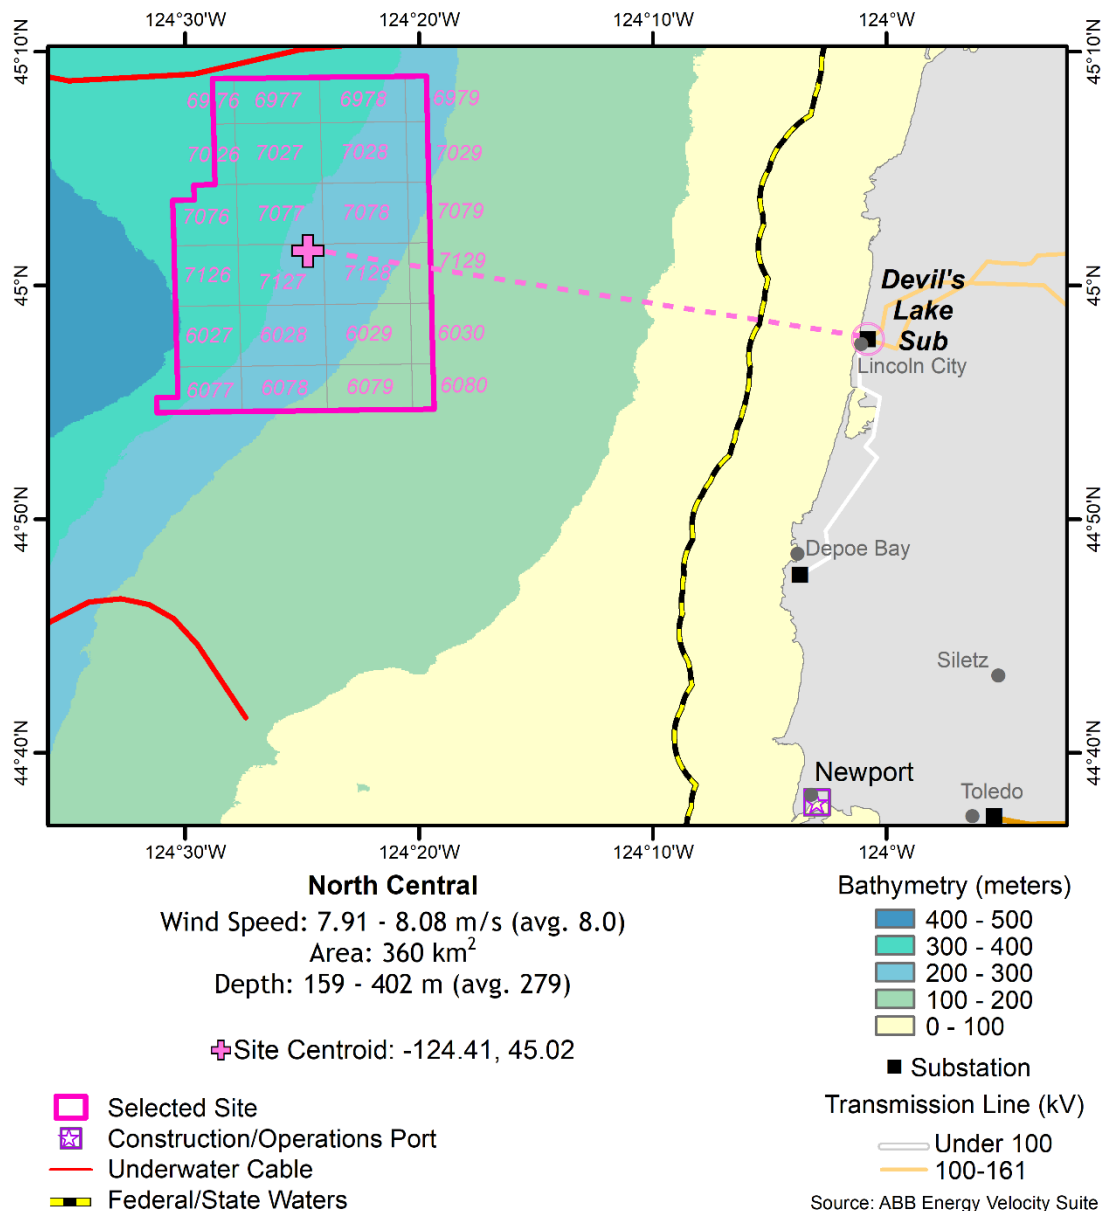 124°30'W 124°20'W 124°10'W 124°W
45°10'N 45°10'N
6976 6977 6978 6979
7026 7027 7028 7029
7076 7077 7078 7079
7126 7127 7128 7129
45°N 45°N
Devil's
Lake
Sub
6027 6028 6029 6030
Lincoln City
6077 6078 6079 6080
44°50'N 44°50'N
Depoe Bay
Siletz
44°40'N 44°40'N
Newport
Toledo
124°30'W 124°20'W 124°10'W 124°W
North Central
Wind Speed: 7.91 - 8.08 m/s (avg. 8.0)
Area: 360 km²
Depth: 159 - 402 m (avg. 279)
Site Centroid: -124.41, 45.02
Selected Site
Construction/Operations Port
Underwater Cable
Federal/State Waters
Bathymetry (meters)
400 - 500
300 - 400
200 - 300
100 - 200
0 - 100
Substation
Transmission Line (kV)
Under 100
100-161
Source: ABB Energy Velocity Suite